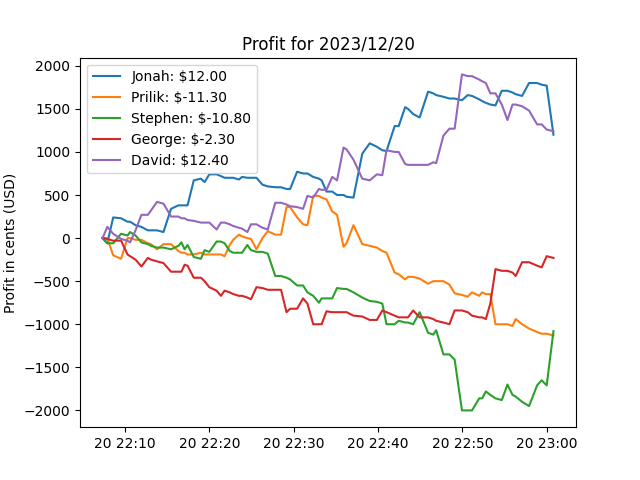 Profit for 2023/12/20
Jonah: $12.00
Prilik: $-11.30
Stephen: $-10.80
George: $-2.30
David: $12.40
Profit in cents (USD)
2000
1500
1000
500
0
−500
−1000
−1500
−2000
20 22:10 20 22:20 20 22:30 20 22:40 20 22:50 20 23:00